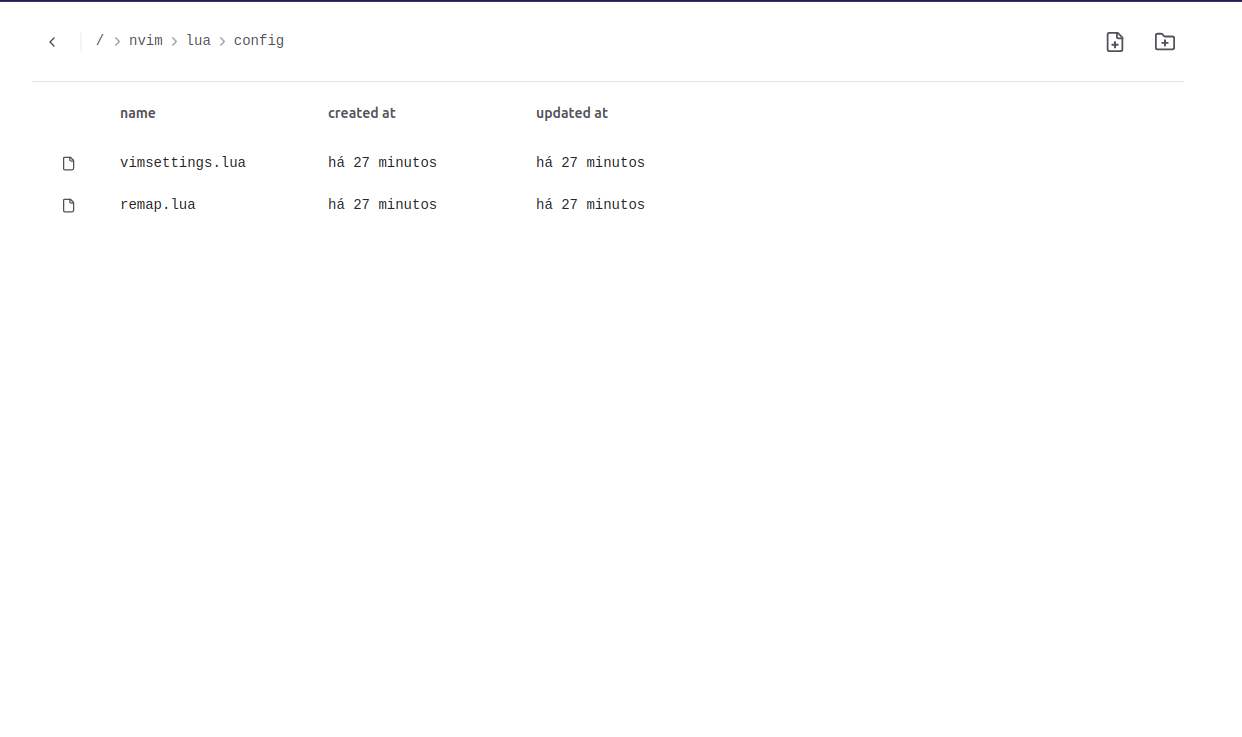 / > nvim > lua > config
name created at updated at
vimsettings.lua há 27 minutos há 27 minutos
remap.lua há 27 minutos há 27 minutos